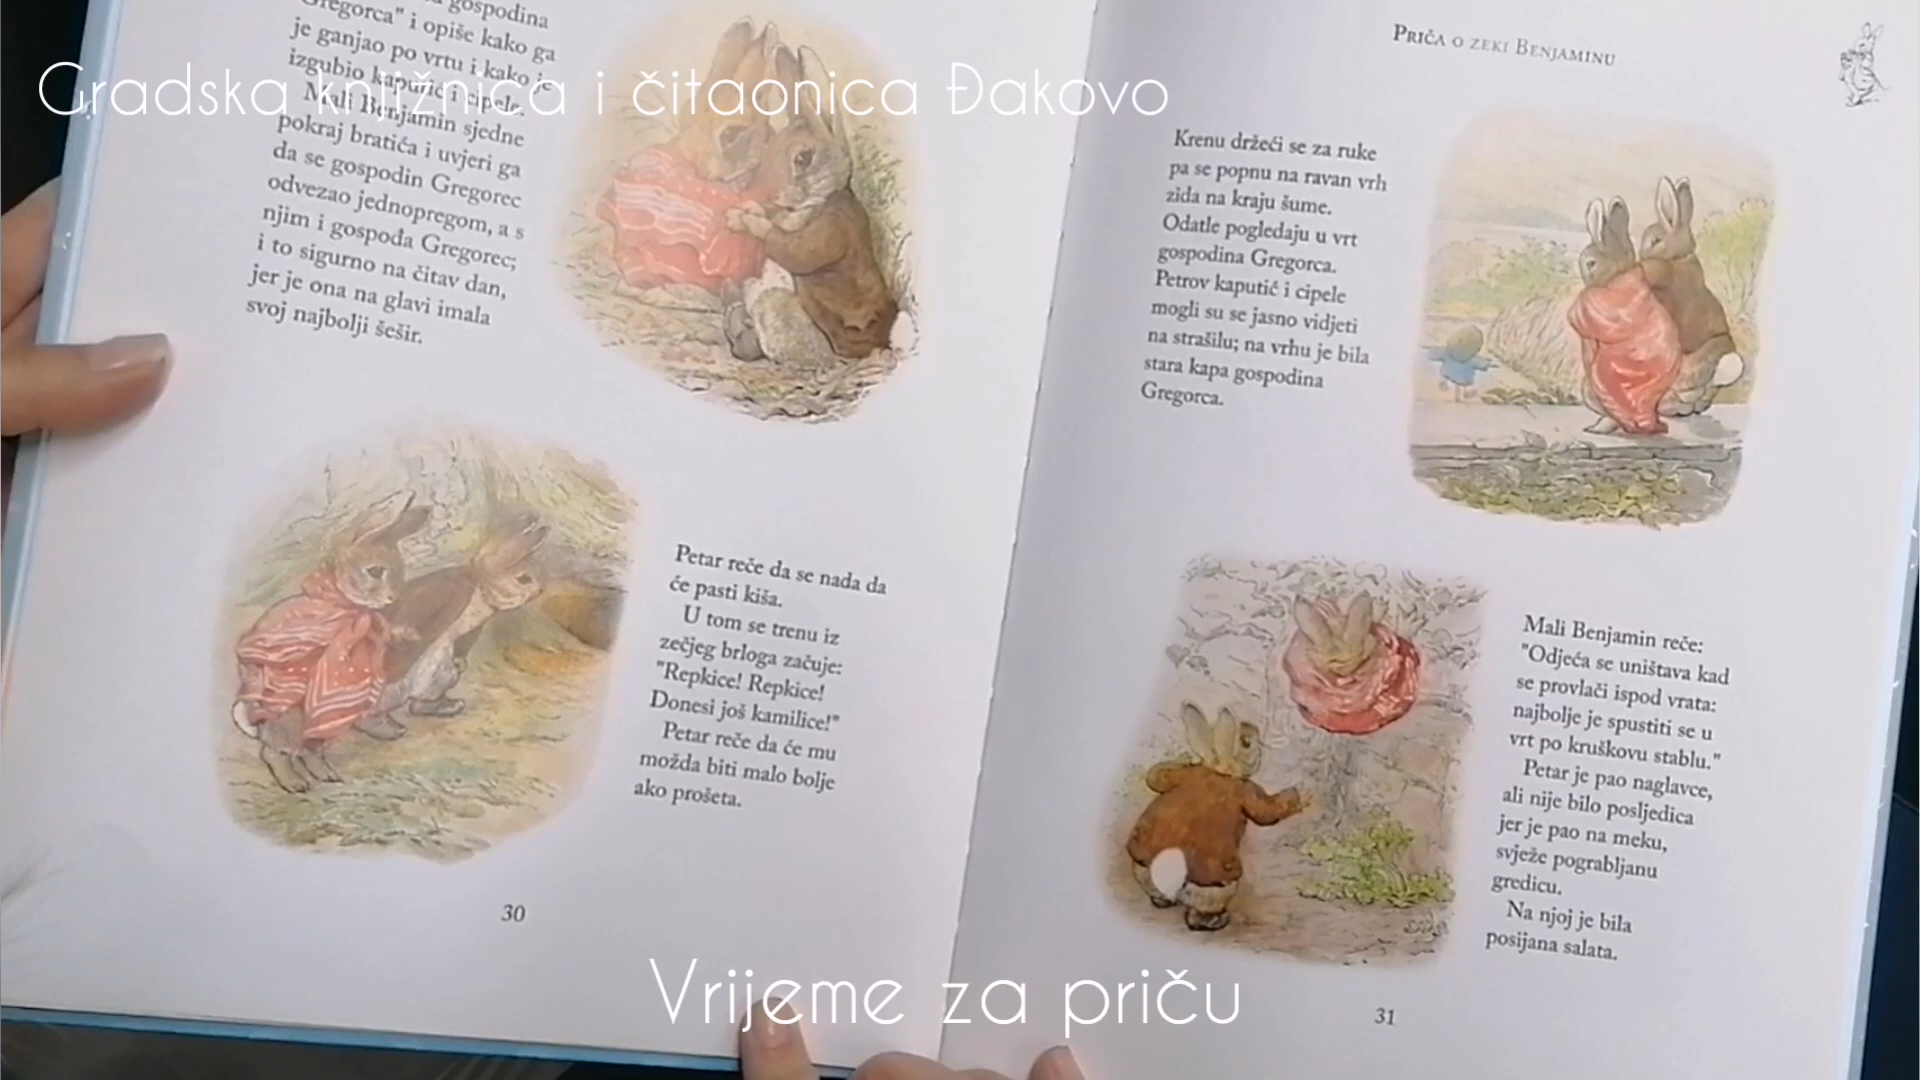 gospodina
Gregorca" i opiše kako ga
je ganjao po vrtu i kako je
izgubio kaputić i cipele.
Mali Benjamin sjedne
pokraj bratića i uvjeri ga
da se gospodin Gregorec
odvezao jednopregom, a s
njim i gospođa Gregorec;
i to sigurno na čitav dan,
jer je ona na glavi imala
svoj najbolji šešir.
Gradska knjižnica i čitaonica Đakovo
Petar reče da se nada da
će pasti kiša.
U tom se trenu iz
zečjeg brloga začuje:
"Repkice! Repkice!
Donesi još kamilice!"
Petar reče da će mu
možda biti malo bolje
ako prošeta.
30
PRIČA O ZEKI BENJAMINU
Krenu držeći se za ruke
pa se popnu na ravan vrh
zida na kraju šume.
Odatle pogledaju u vrt
gospodina Gregorca.
Petrov kaputić i cipele
mogli su se jasno vidjeti
na strašilu; na vrhu je bila
stara kapa gospodina
Gregorca.
Mali Benjamin reče:
"Odjeća se uništava kad
se provlači ispod vrata:
najbolje je spustiti se u
vrt po kruškovu stablu."
Petar je pao naglavce,
ali nije bilo posljedica
jer je pao na meku,
svježe pograbljanu
gredicu.
Na njoj je bila
posijana salata.
31
Vrijeme za priču